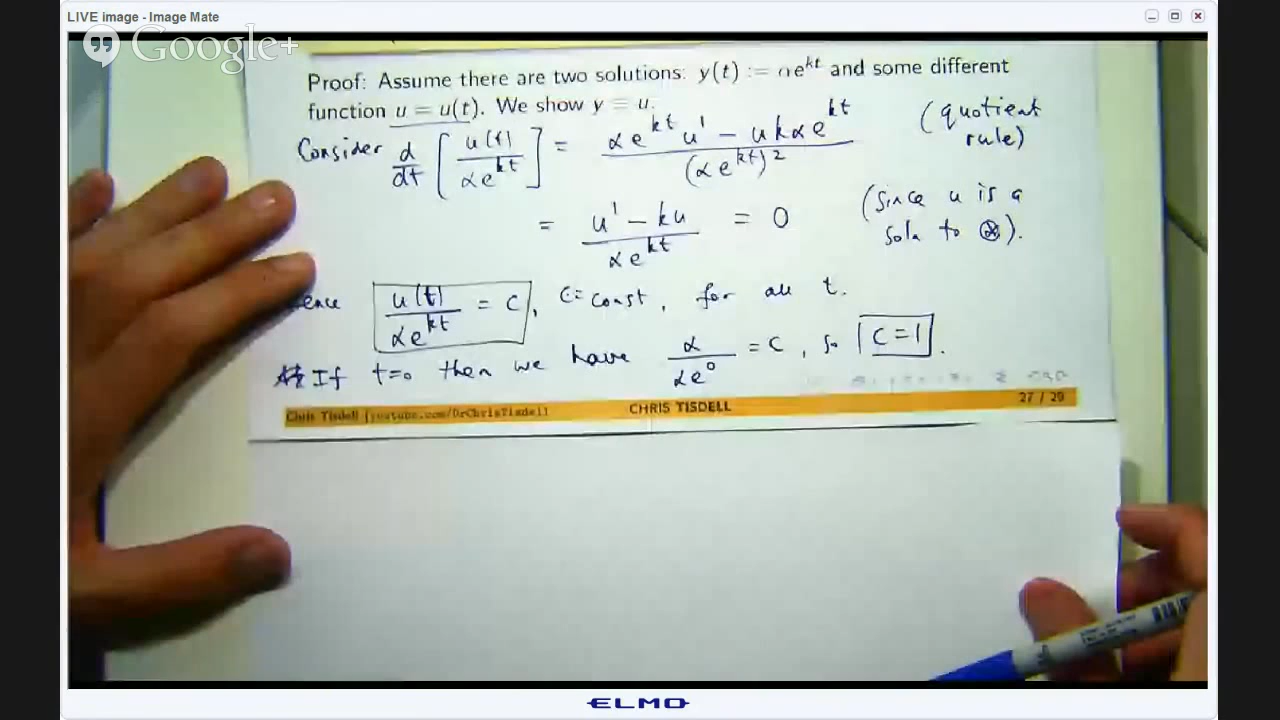 LIVE image - Image Mate
Google+
Proof: Assume there are two solutions: y(t) := αe^{kt} and some different
function u = u(t). We show y = u.
Consider d/dt [ u(t) / αe^{kt} ] = (αe^{kt} u' - ukαe^{kt}) / (αe^{kt})^2 (quotient rule)
= (u' - ku) / αe^{kt} = 0 (since u is a soln to ⊛).
u(t) / αe^{kt} = C, C = const, for all t.
If t=0 then we have α / αe^0 = C, so C = 1.
Chris Tisdell | youtube.com/DrChrisTisdell CHRIS TISDELL 27 / 29
ELMO